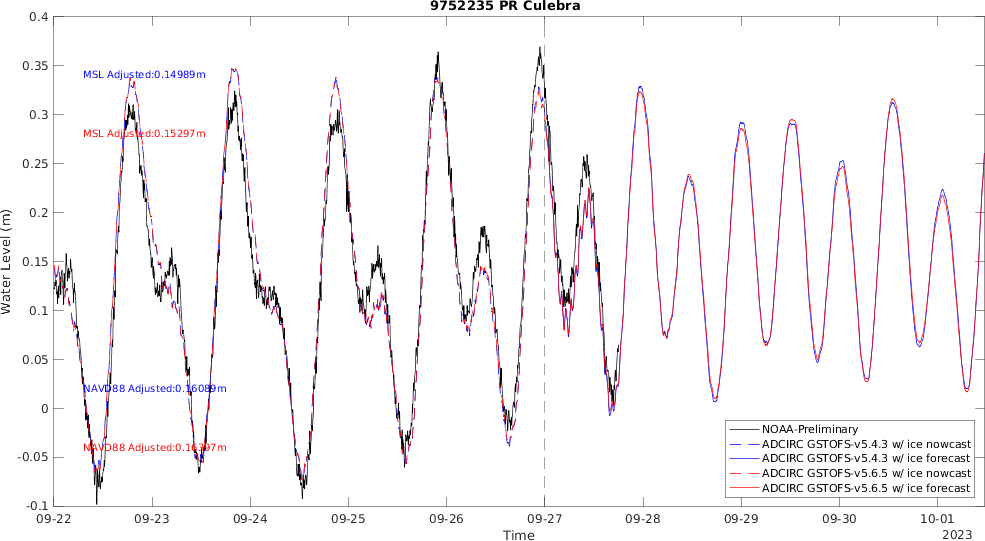 9752235 PR Culebra
0.4
0.35
0.3
0.25
0.2
0.15
0.1
0.05
0
-0.05
-0.1
Water Level (m)
MSL Adjusted:0.14989m
MSL Adjusted:0.15297m
NAVD88 Adjusted:0.16089m
NAVD88 Adjusted:0.16397m
NOAA-Preliminary
ADCIRC GSTOFS-v5.4.3 w/ ice nowcast
ADCIRC GSTOFS-v5.4.3 w/ ice forecast
ADCIRC GSTOFS-v5.6.5 w/ ice nowcast
ADCIRC GSTOFS-v5.6.5 w/ ice forecast
09-22 09-23 09-24 09-25 09-26 09-27 09-28 09-29 09-30 10-01
Time
2023